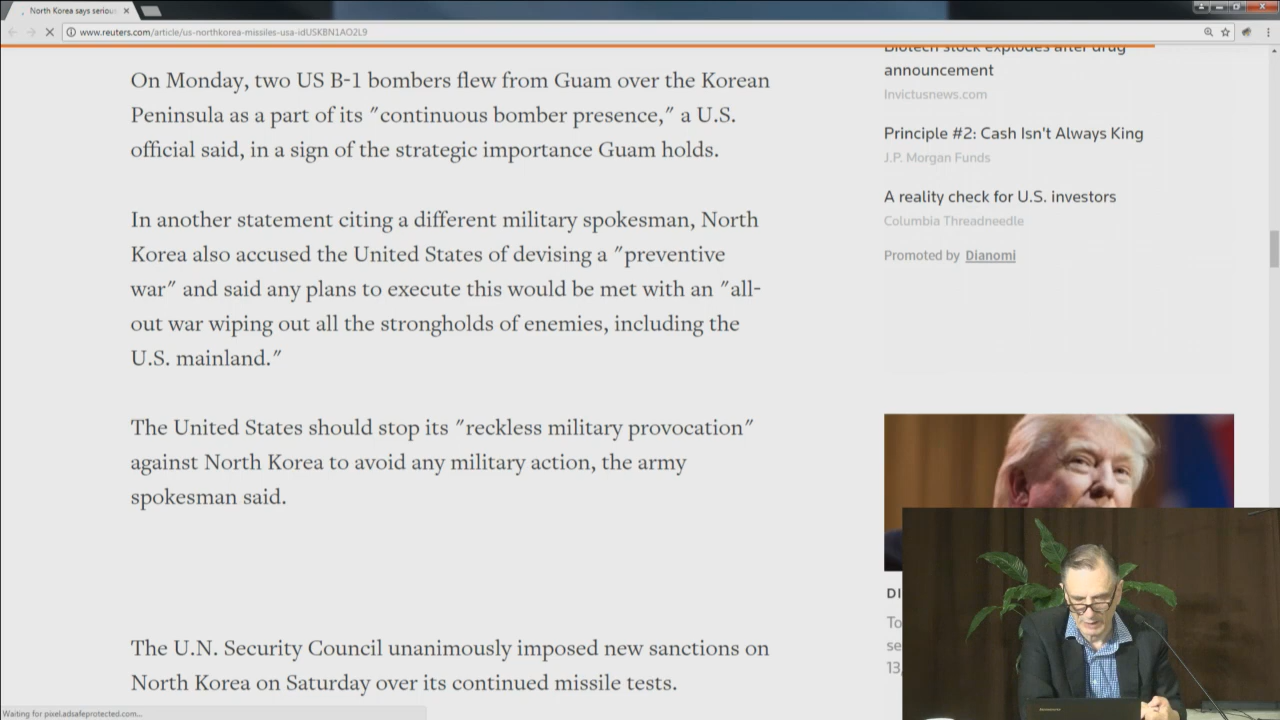 North Korea says seriou
www.reuters.com/article/us-northkorea-missiles-usa-idUSKBN1AO2L9
On Monday, two US B-1 bombers flew from Guam over the Korean
Peninsula as a part of its "continuous bomber presence," a U.S.
official said, in a sign of the strategic importance Guam holds.
In another statement citing a different military spokesman, North
Korea also accused the United States of devising a "preventive
war" and said any plans to execute this would be met with an "all-
out war wiping out all the strongholds of enemies, including the
U.S. mainland."
The United States should stop its "reckless military provocation"
against North Korea to avoid any military action, the army
spokesman said.
The U.N. Security Council unanimously imposed new sanctions on
North Korea on Saturday over its continued missile tests.
Biotech stock explodes after drug
announcement
Invictusnews.com
Principle #2: Cash Isn't Always King
J.P. Morgan Funds
A reality check for U.S. investors
Columbia Threadneedle
Promoted by Dianomi
DI
To
se
13,
Waiting for pixel.adsafeprotected.com...